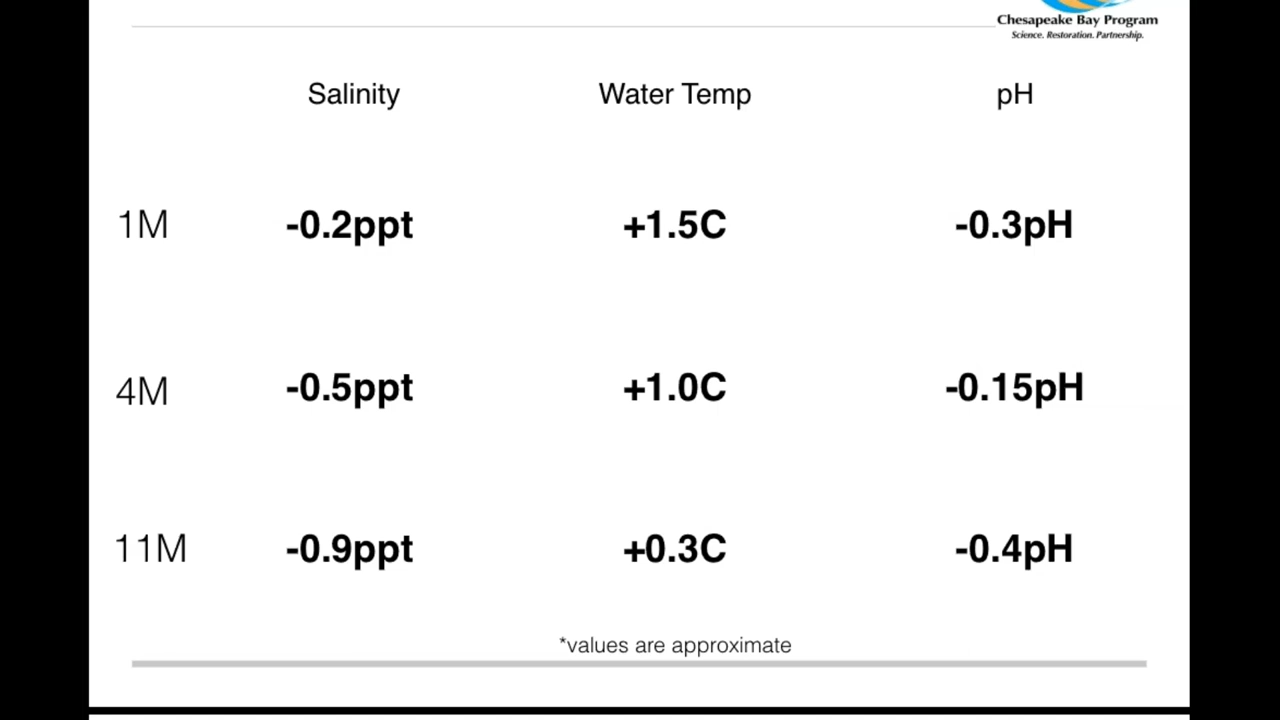 Chesapeake Bay Program
Science. Restoration. Partnership.
Salinity Water Temp pH
1M -0.2ppt +1.5C -0.3pH
4M -0.5ppt +1.0C -0.15pH
11M -0.9ppt +0.3C -0.4pH
*values are approximate